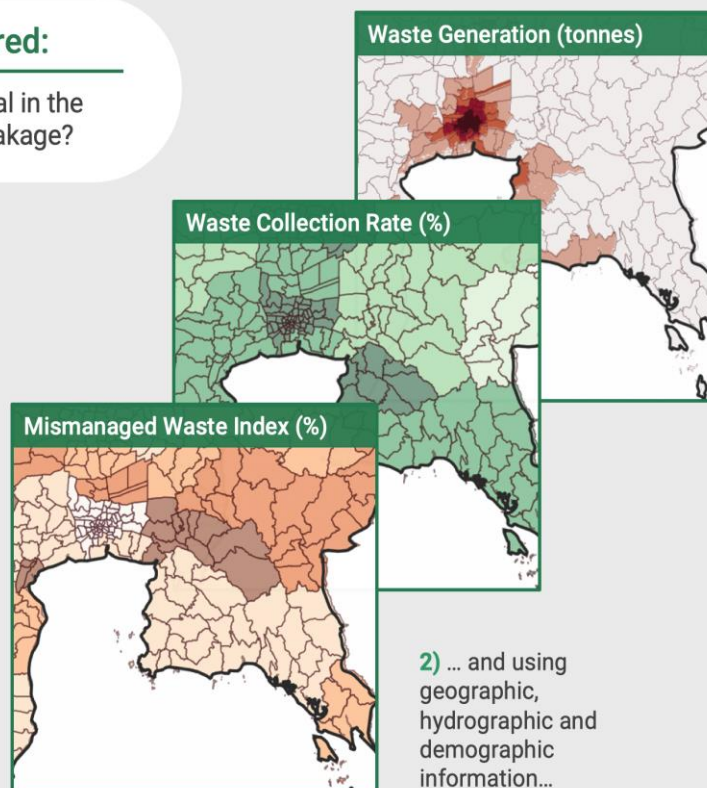 red:
al in the
akage?
Waste Generation (tonnes)
Waste Collection Rate (%)
Mismanaged Waste Index (%)
2) ... and using
geographic,
hydrographic and
demographic
information...